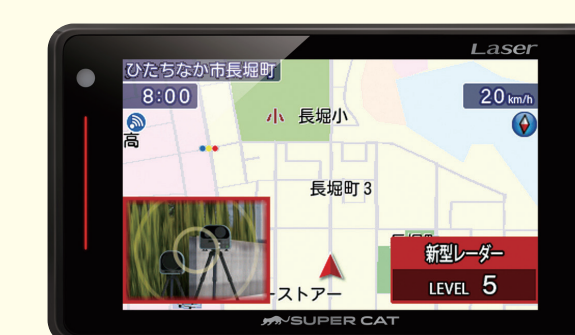 Laser
ひたちなか市長堀町
8:00
20km/h
高
小 長堀小
長堀町3
新型レーダー
LEVEL 5
ーストアー
SUPER CAT